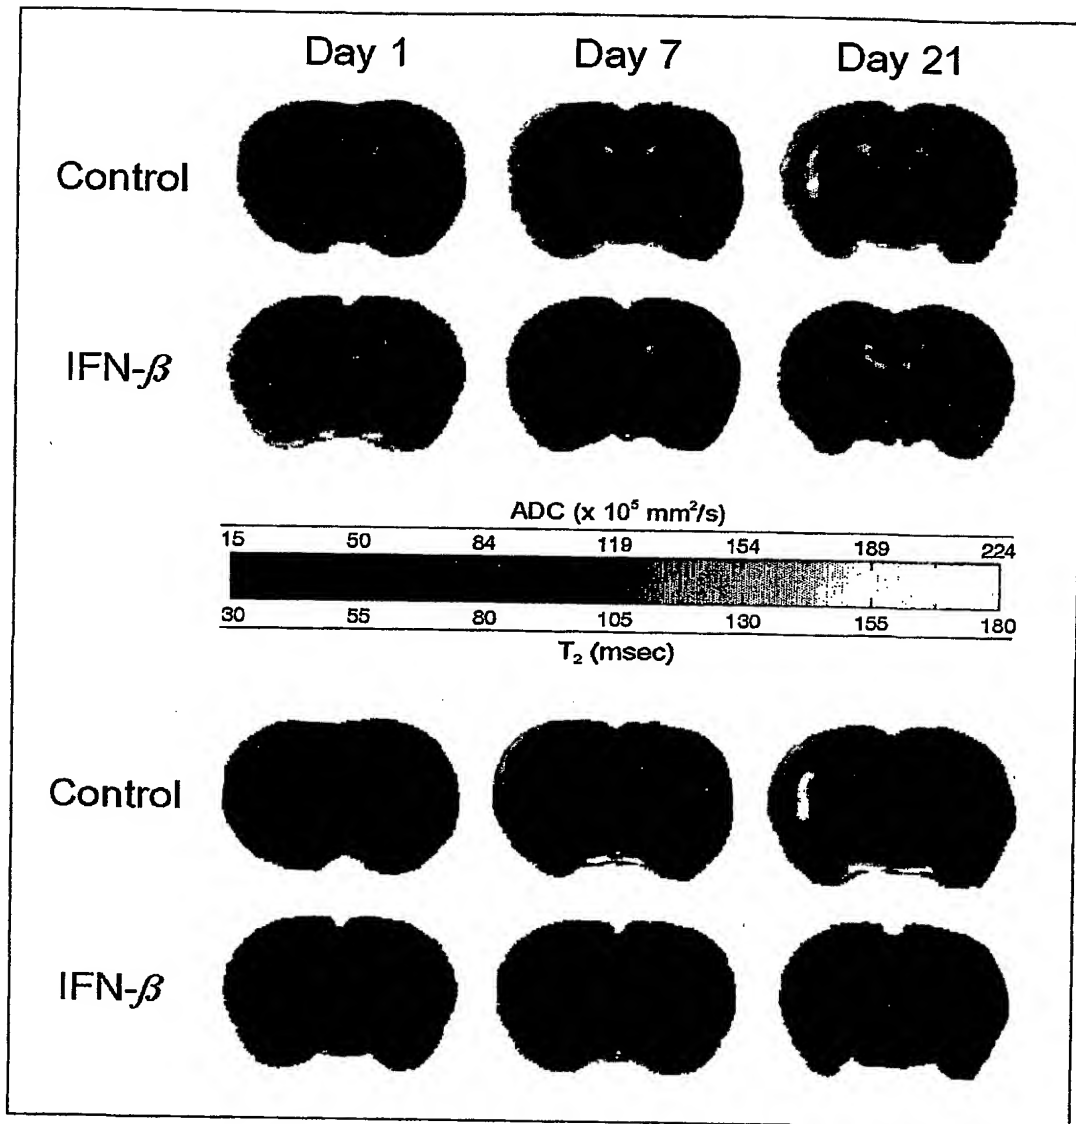 Day 1 Day 7 Day 21
Control
IFN-β
ADC (x 10⁵ mm²/s)
15 50 84 119 154 189 224
30 55 80 105 130 155 180
T₂ (msec)
Control
IFN-β